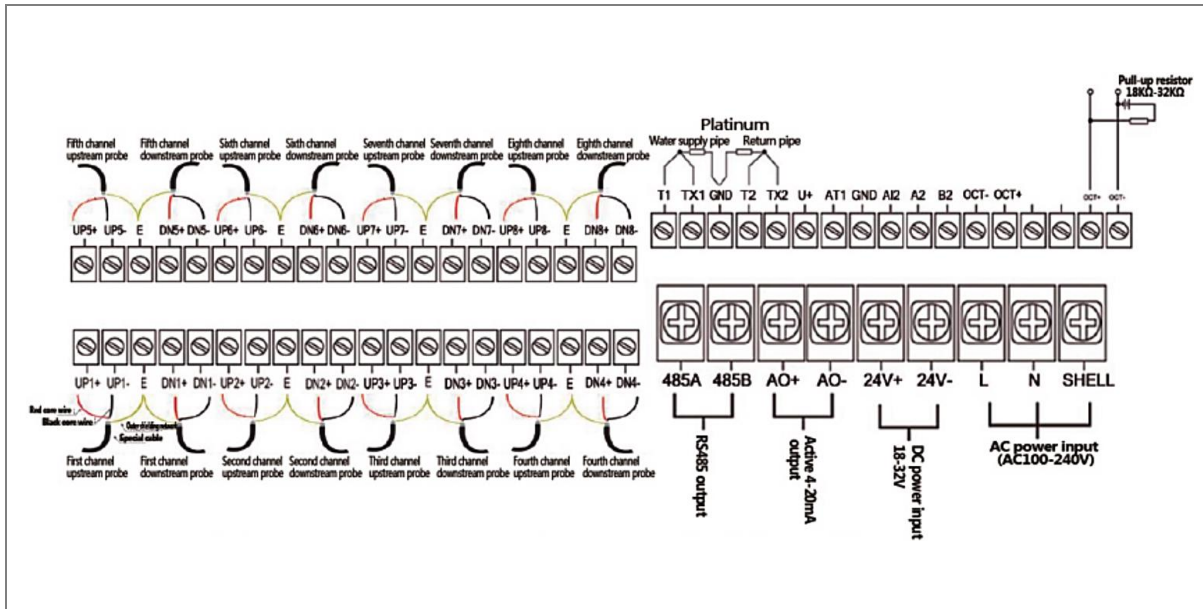 Pull-up resistor
18KΩ-32KΩ
Platinum
Water supply pipe Return pipe
Fifth channel
upstream probe
Fifth channel
downstream probe
Sixth channel
upstream probe
Sixth channel
downstream probe
Seventh channel
upstream probe
Seventh channel
downstream probe
Eighth channel
upstream probe
Eighth channel
downstream probe
T1 TX1 GND T2 TX2 U+ AT1 GND AI2 A2 B2 OCT- OCT+
OCT+ OCT-
UP5+ UP5- E DN5+ DN5- UP6+ UP6- E DN6+ DN6- UP7+ UP7- E DN7+ DN7- UP8+ UP8- E DN8+ DN8-
UP1+ UP1- E DN1+ DN1- UP2+ UP2- E DN2+ DN2- UP3+ UP3- E DN3+ DN3- UP4+ UP4- E DN4+ DN4-
485A 485B AO+ AO- 24V+ 24V- L N SHELL
Red core wire
Black core wire
Outer shielding network
Special cable
First channel
upstream probe
First channel
downstream probe
Second channel
upstream probe
Second channel
downstream probe
Third channel
upstream probe
Third channel
downstream probe
Fourth channel
upstream probe
Fourth channel
downstream probe
RS485 output
Active 4-20mA
output
DC power input
18-32V
AC power input
(AC100-240V)